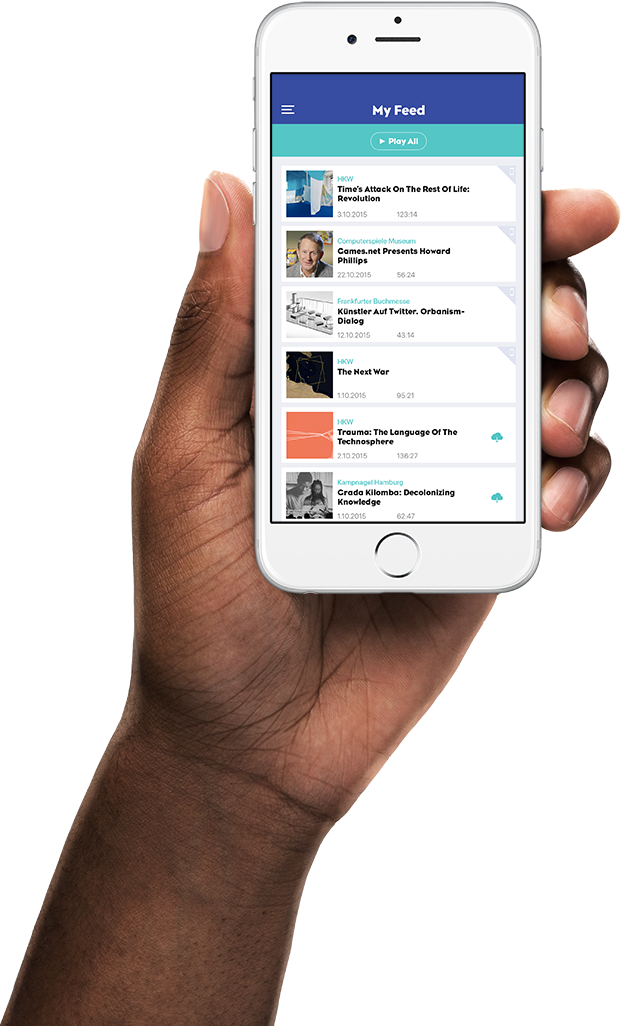 My Feed
Play All
HKW
Time's Attack On The Rest Of Life:
Revolution
3.10.2015 123:14
Computerspiele Museum
Games.net Presents Howard
Phillips
22.10.2015 56:24
Frankfurter Buchmesse
Künstler Auf Twitter. Orbanism-
Dialog
12.10.2015 43:14
HKW
The Next War
1.10.2015 95:21
HKW
Trauma: The Language Of The
Technosphere
2.10.2015 136:27
Kampnagel Hamburg
Grada Kilomba: Decolonizing
Knowledge
1.10.2015 62:47